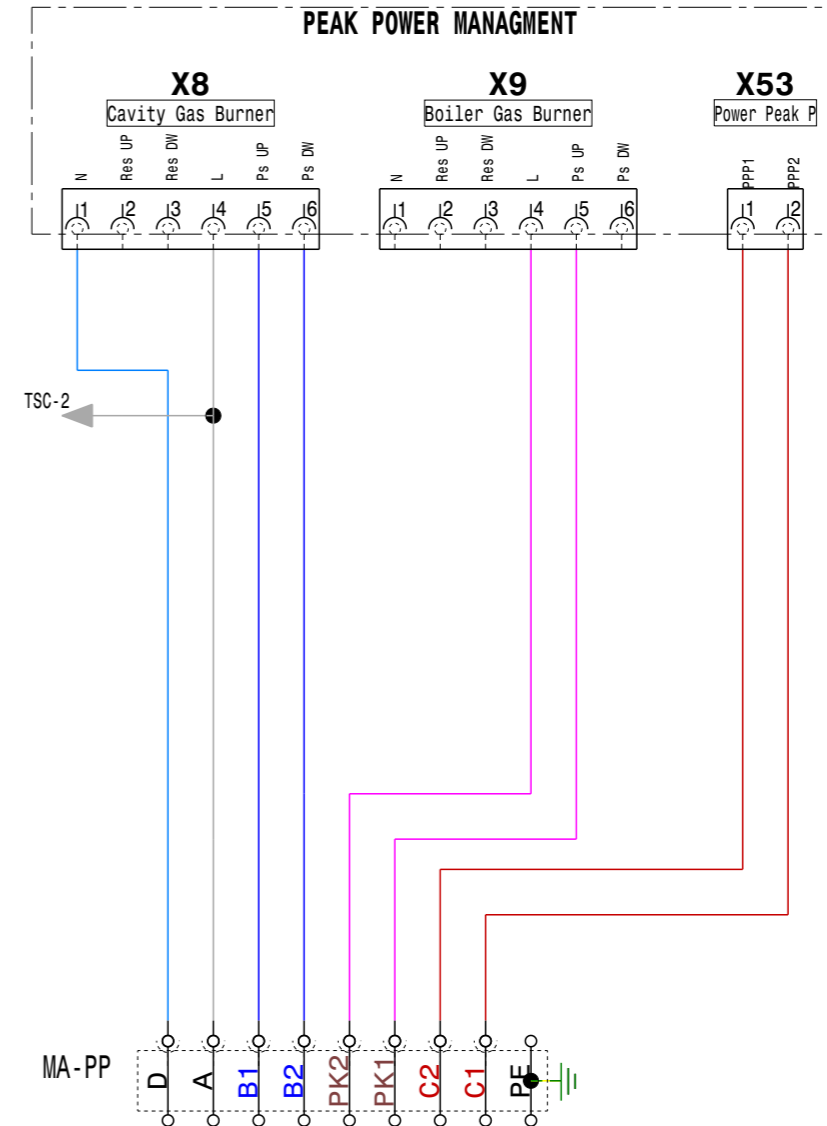 PEAK POWER MANAGMENT
X8 X9 X53
Cavity Gas Burner Boiler Gas Burner Power Peak P
N Res UP Res DW L Ps UP Ps DW N Res UP Res DW L Ps UP Ps DW PPP1 PPP2
1 2 3 4 5 6 1 2 3 4 5 6 1 2
TSC-2
MA-PP D A B1 B2 PK2 PK1 C2 C1 PE